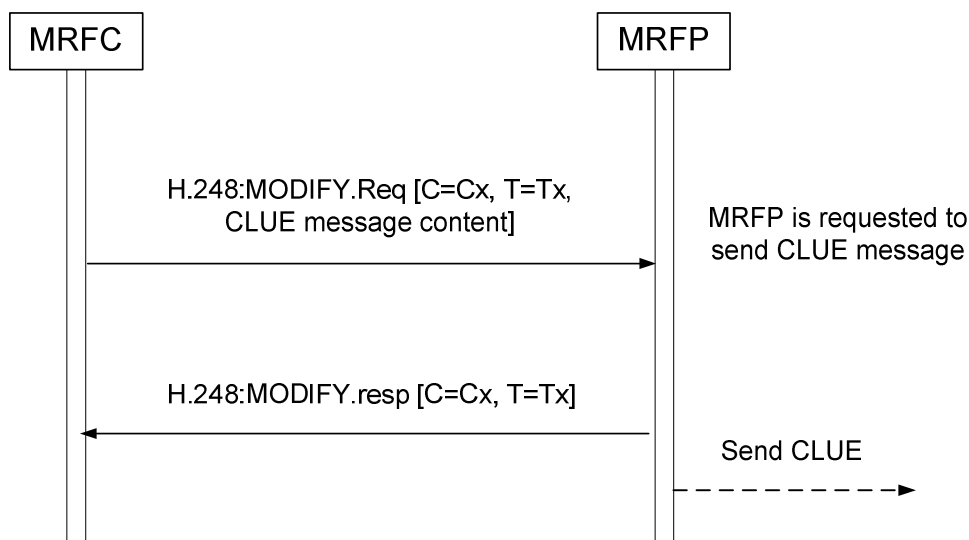 MRFC
MRFP
H.248:MODIFY.Req [C=Cx, T=Tx,
CLUE message content]
MRFP is requested to
send CLUE message
H.248:MODIFY.resp [C=Cx, T=Tx]
Send CLUE